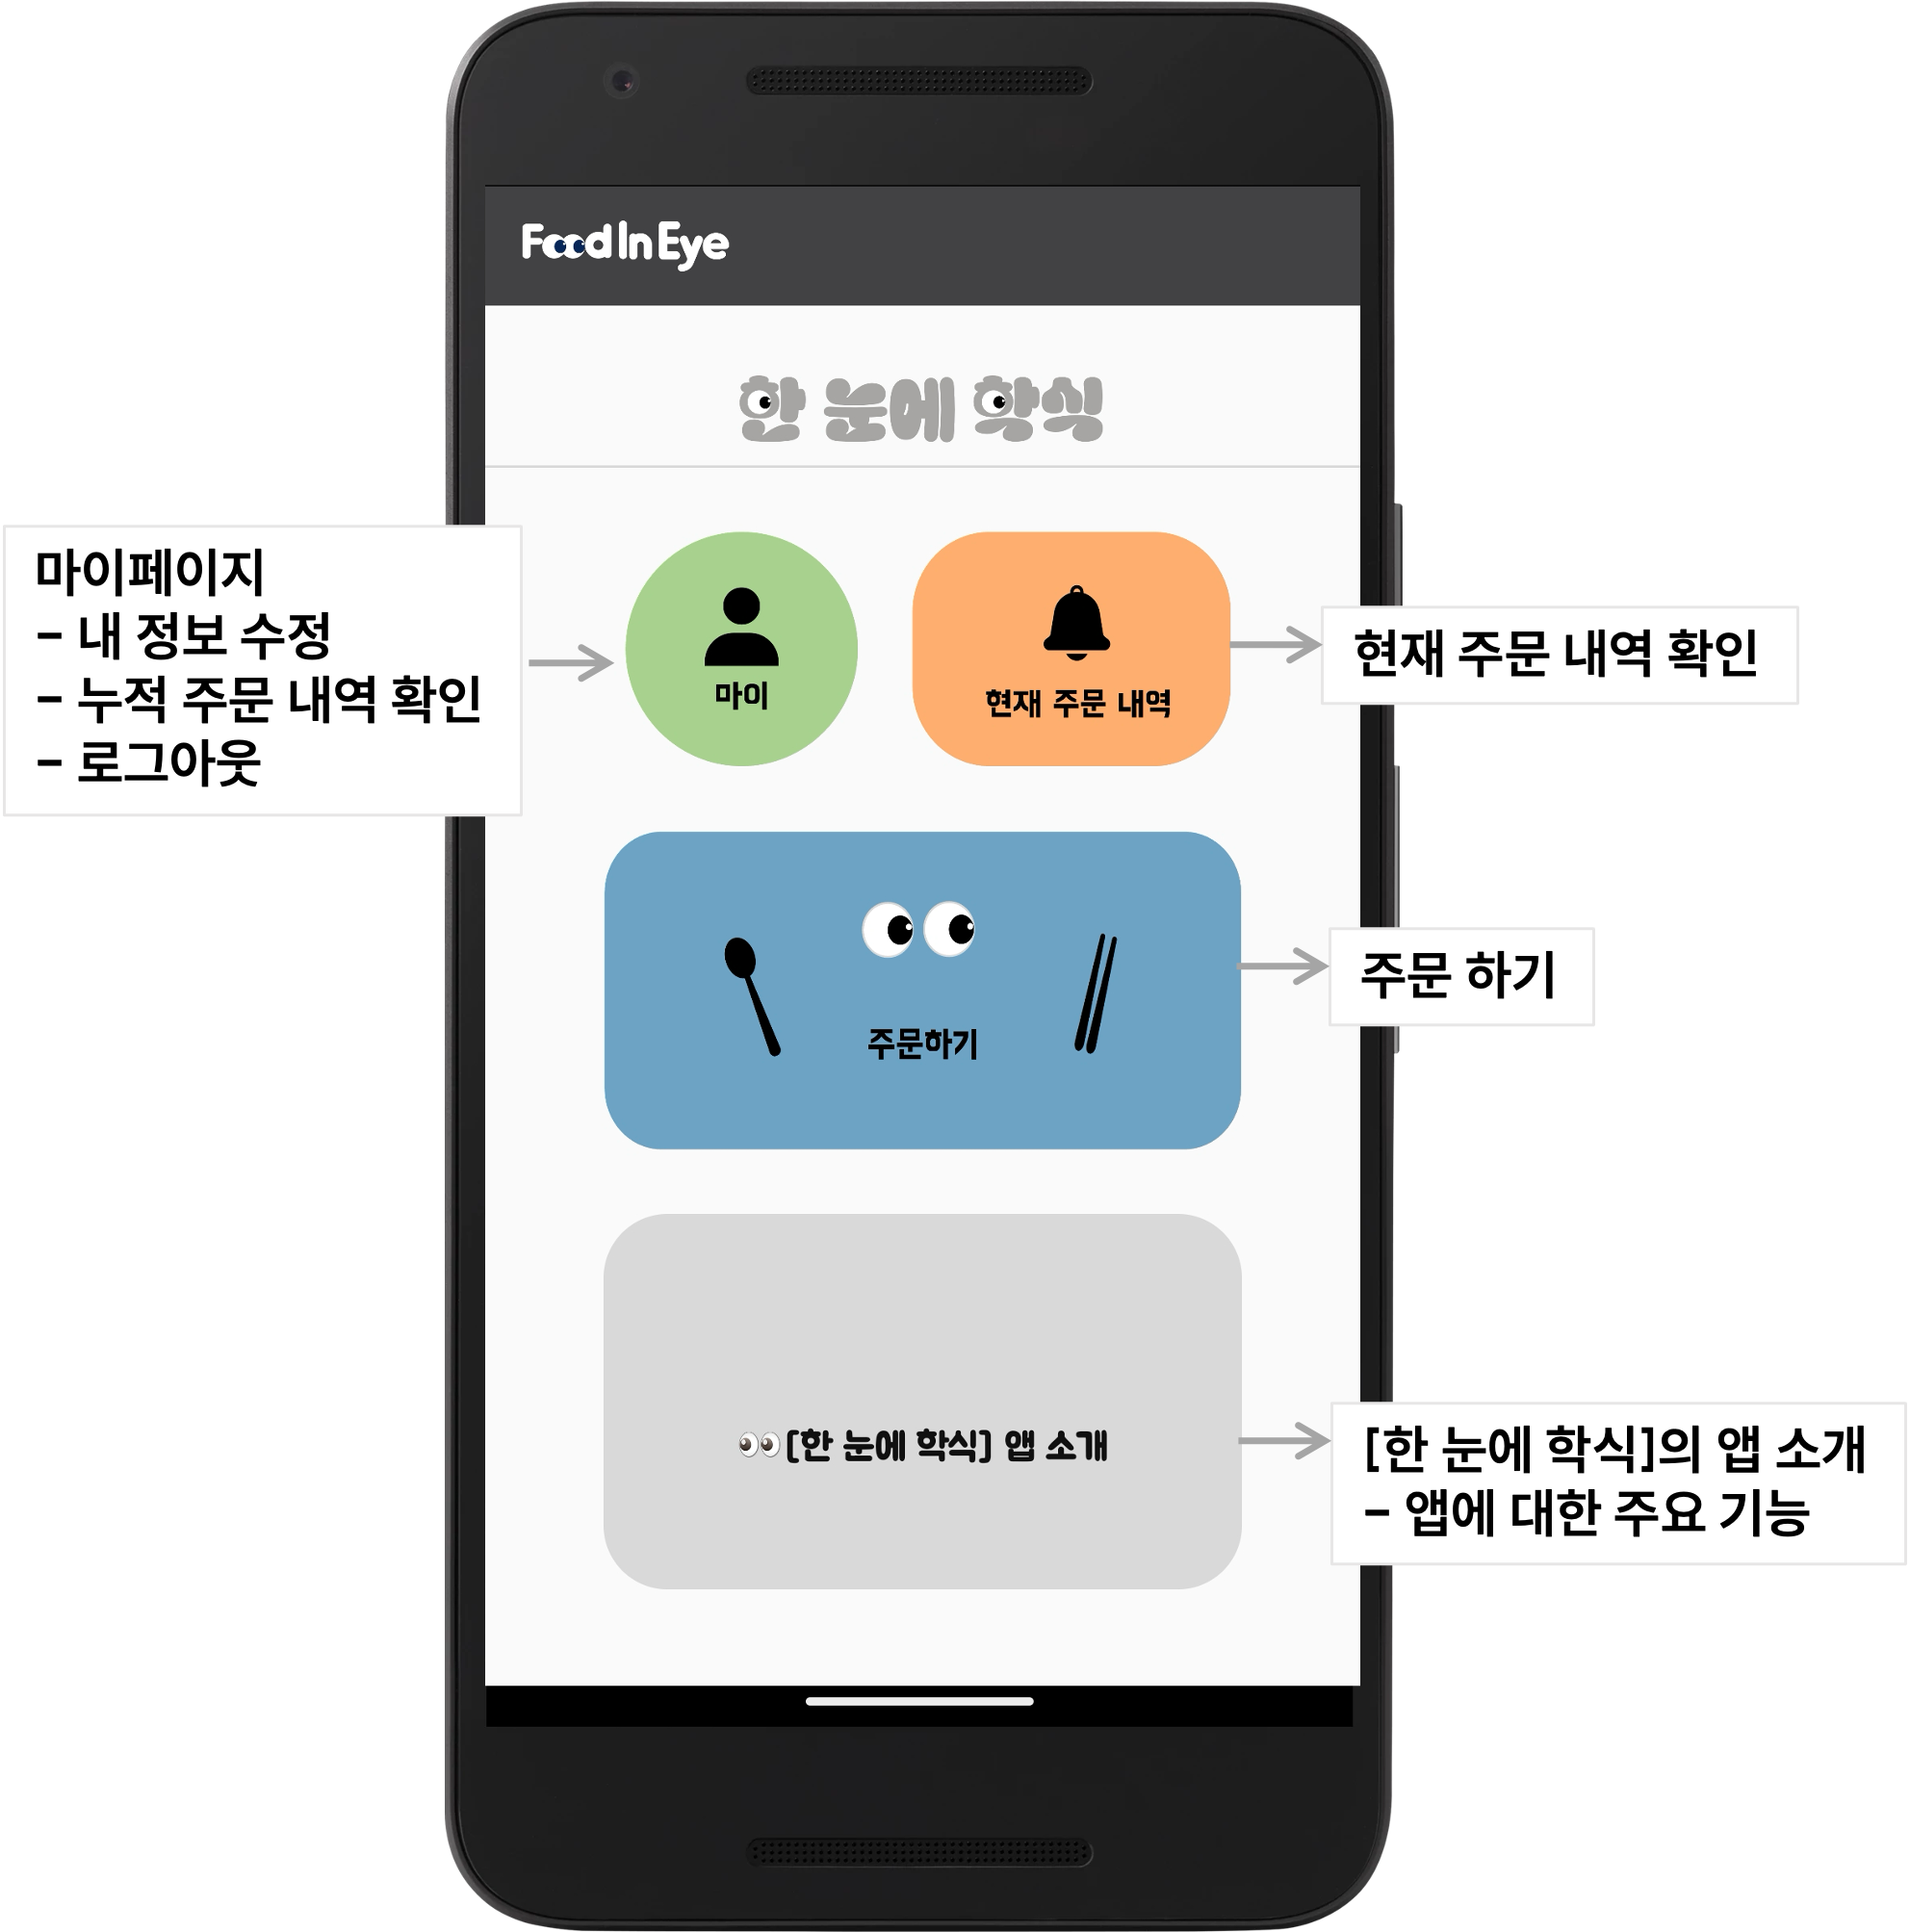 FoodInEye
한 눈에 학식
마이페이지
- 내 정보 수정
- 누적 주문 내역 확인
- 로그아웃
마이
현재 주문 내역
현재 주문 내역 확인
주문하기
주문 하기
👀[한 눈에 학식] 앱 소개
[한 눈에 학식]의 앱 소개
- 앱에 대한 주요 기능